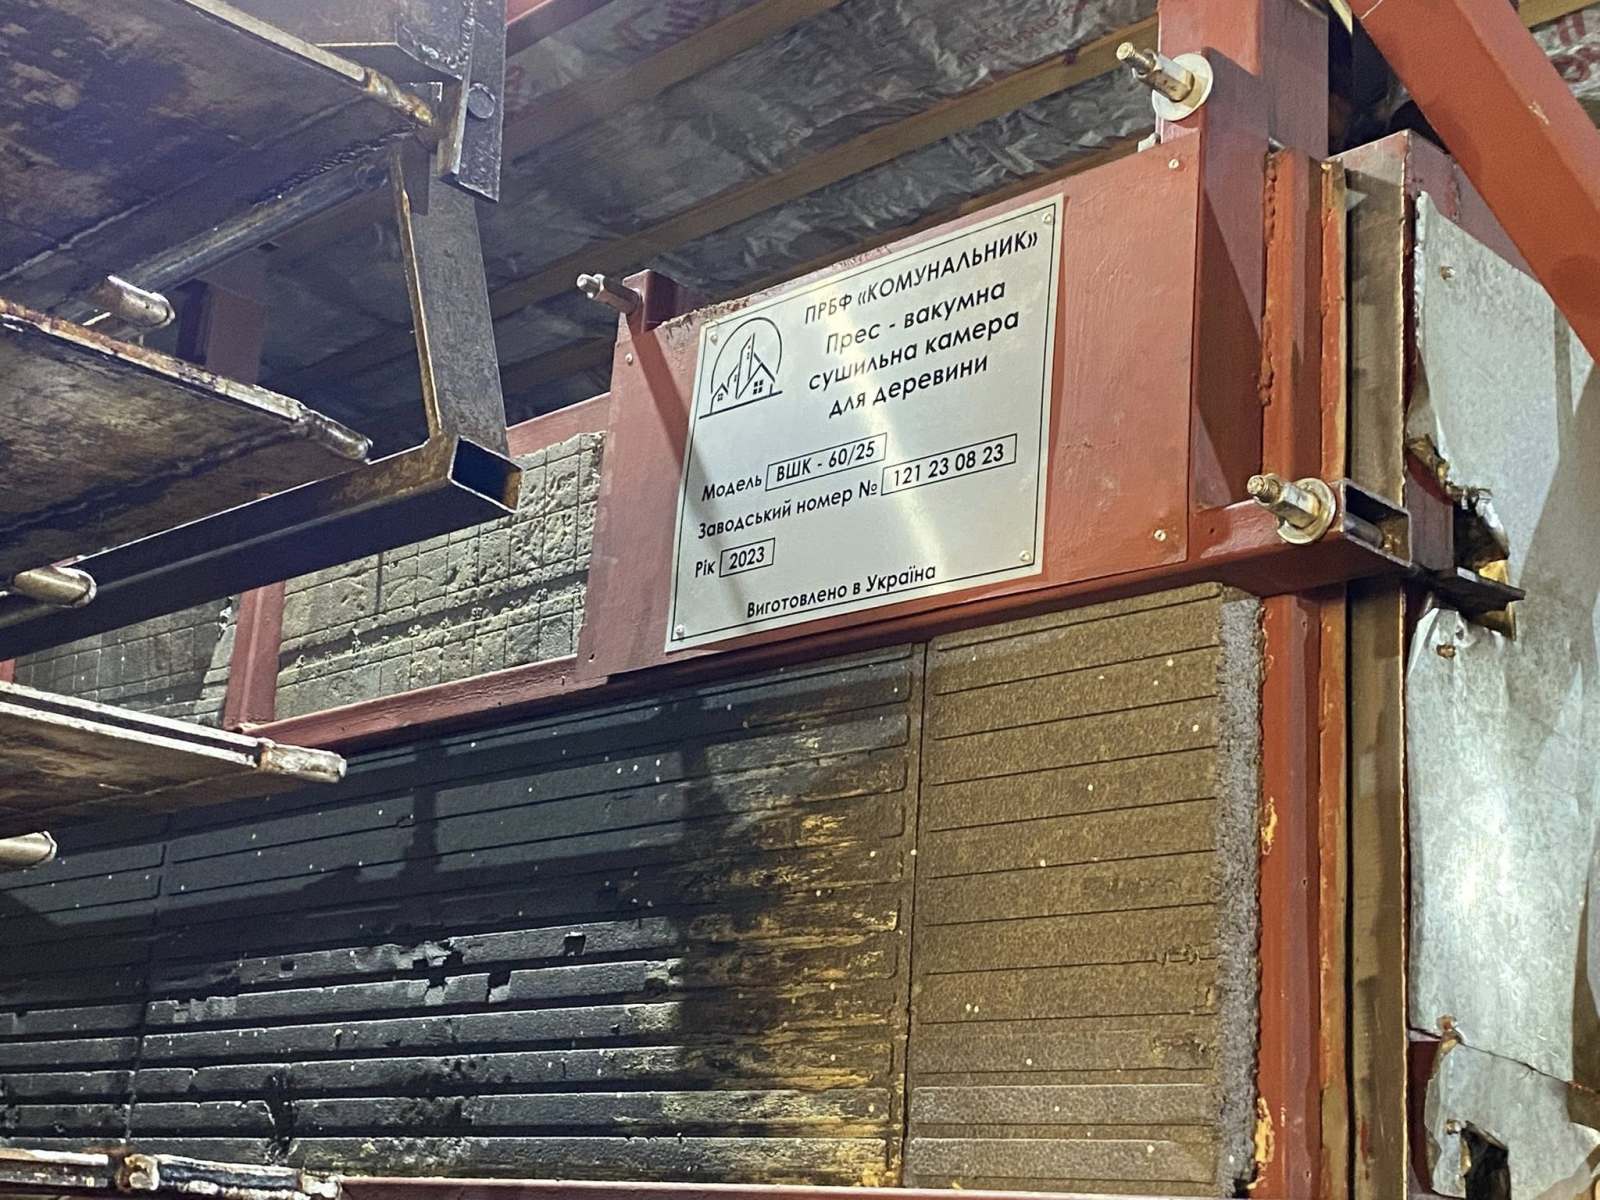 ПРБФ «КОМУНАЛЬНИК»
Прес - вакумна
сушильна камера
для деревини
Модель ВШК - 60/25
Заводський номер № 121 23 08 23
Рік 2023
Виготовлено в Україна